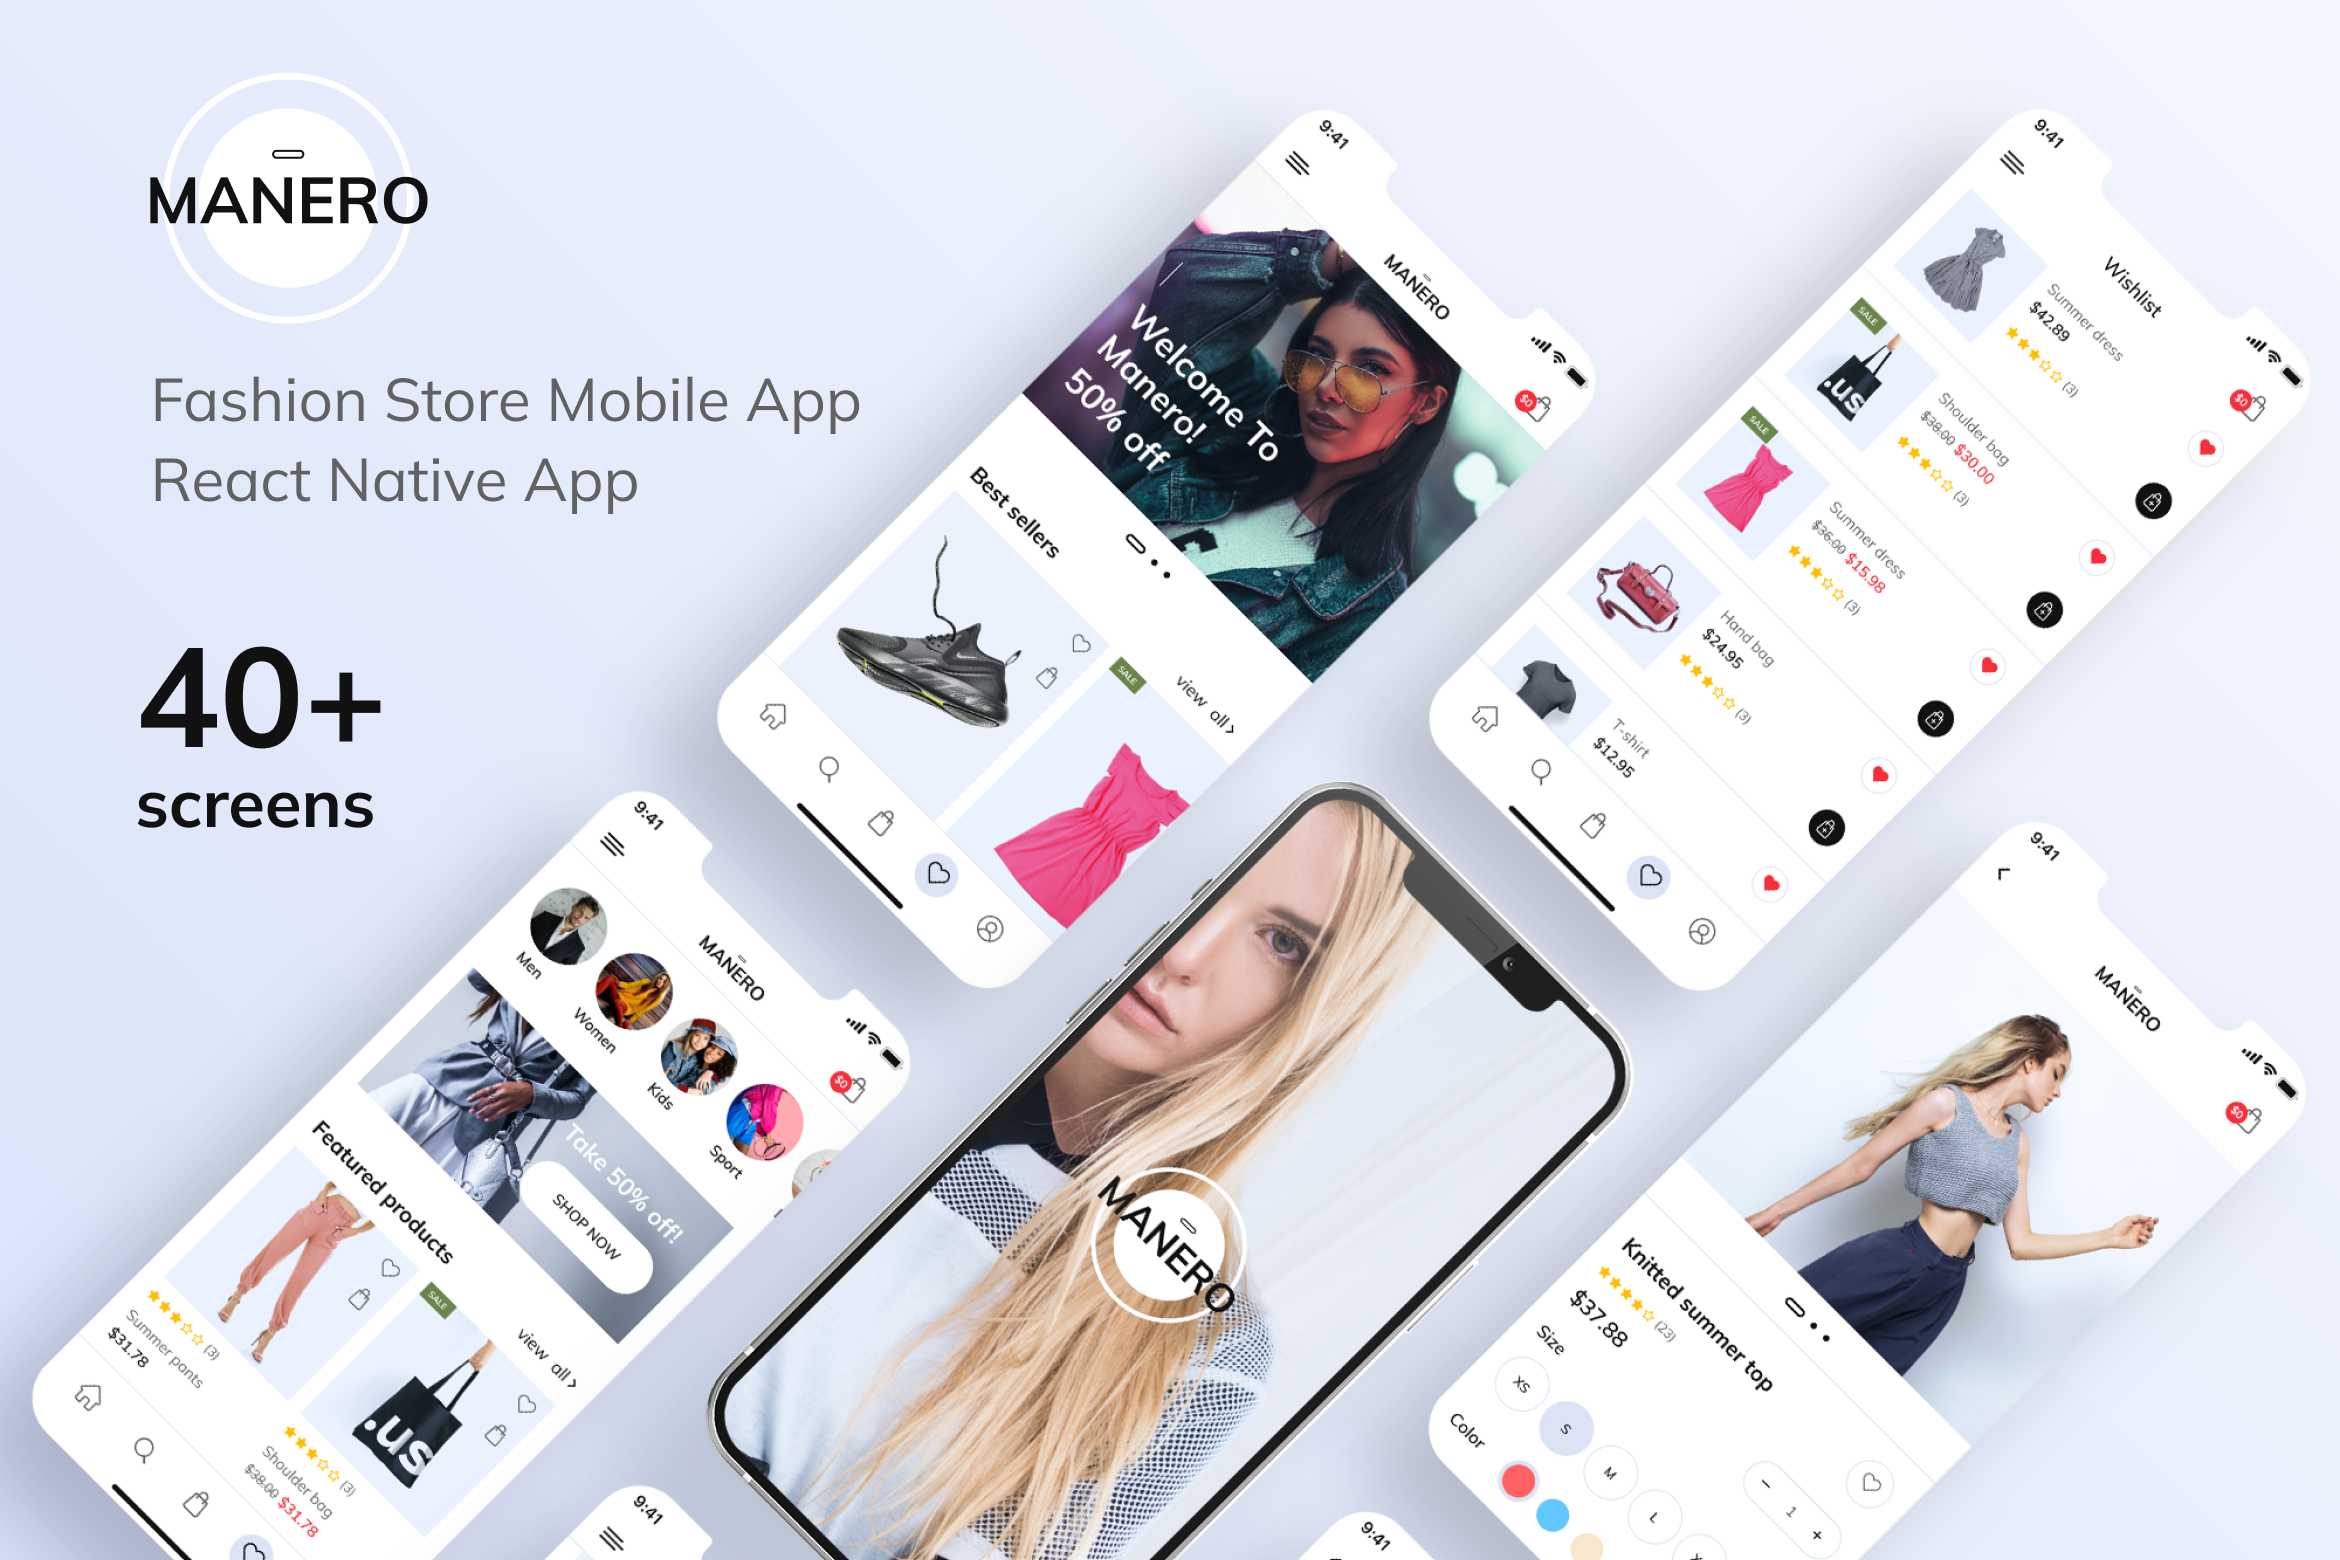 MANERO
Fashion Store Mobile App
React Native App
40+
screens
9:41
MANERO
$0
Welcome To
Manero!
50% off
Best sellers
view all
SALE
9:41
Wishlist
$0
Summer dress
$42.89
(3)
SALE
.us
Shoulder bag
$38.00 $30.00
(3)
SALE
Summer dress
$36.00 $15.98
(3)
Hand bag
$24.95
(3)
T-shirt
$12.95
9:41
MANERO
$0
Men
Women
Kids
Sport
Take 50% off!
SHOP NOW
Featured products
view all
(3)
Summer pants
$31.78
SALE
.us
(3)
Shoulder bag
$38.00 $31.78
MANERO
9:41
MANERO
$0
Knitted summer top
(23)
$37.88
Size
XS
S
M
L
Color
1
9:41
9:41